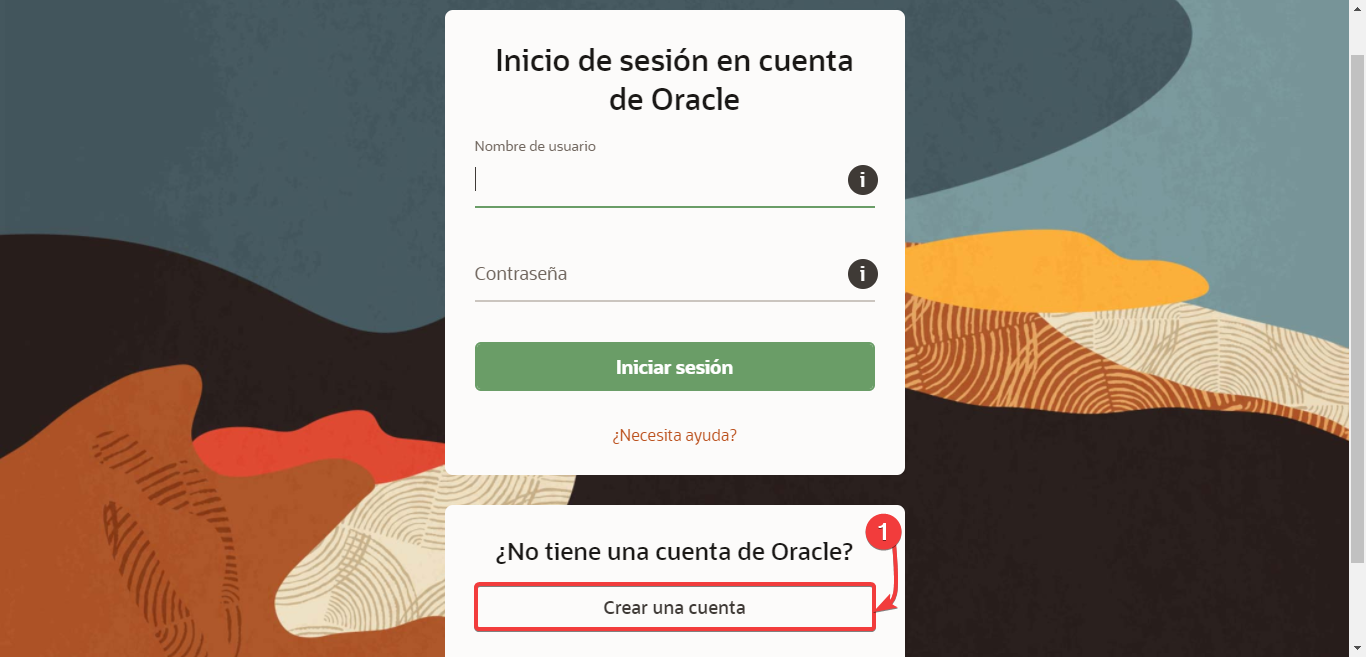 Inicio de sesión en cuenta
de Oracle
Nombre de usuario
i
Contraseña
i
Iniciar sesión
¿Necesita ayuda?
1
¿No tiene una cuenta de Oracle?
Crear una cuenta